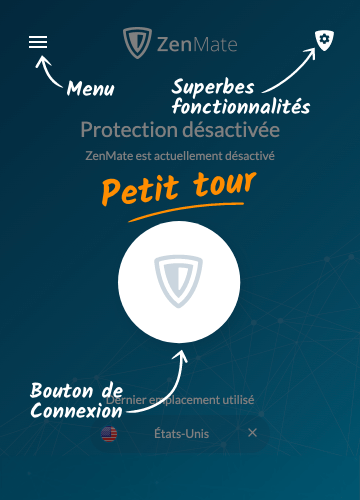 ZenMate
Menu
Superbes
fonctionnalités
Protection désactivée
ZenMate est actuellement désactivé
Petit tour
Bouton de
Connexion
Dernier emplacement utilisé
États-Unis